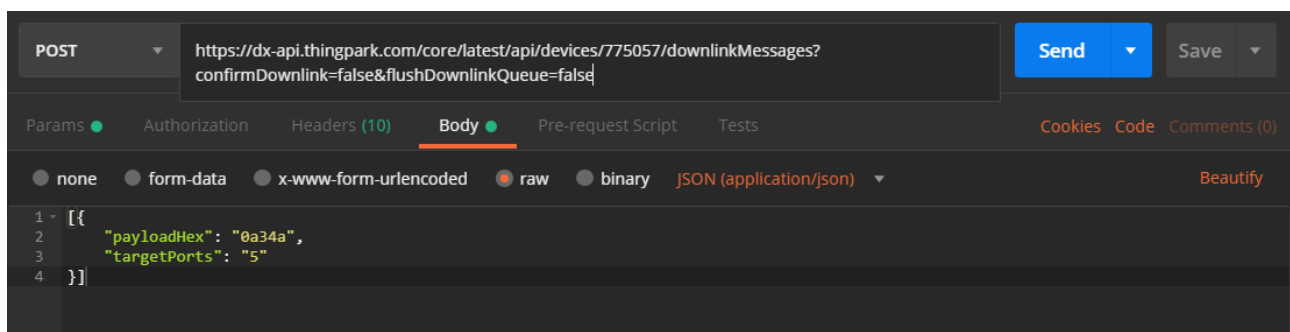 POST
https://dx-api.thingpark.com/core/latest/api/devices/775057/downlinkMessages?
confirmDownlink=false&flushDownlinkQueue=false
Send
Save
Params Authorization Headers (10) Body Pre-request Script Tests Cookies Code Comments (0)
none form-data x-www-form-urlencoded raw binary JSON (application/json) Beautify
1 [{
2 "payloadHex": "0a34a",
3 "targetPorts": "5"
4 }]